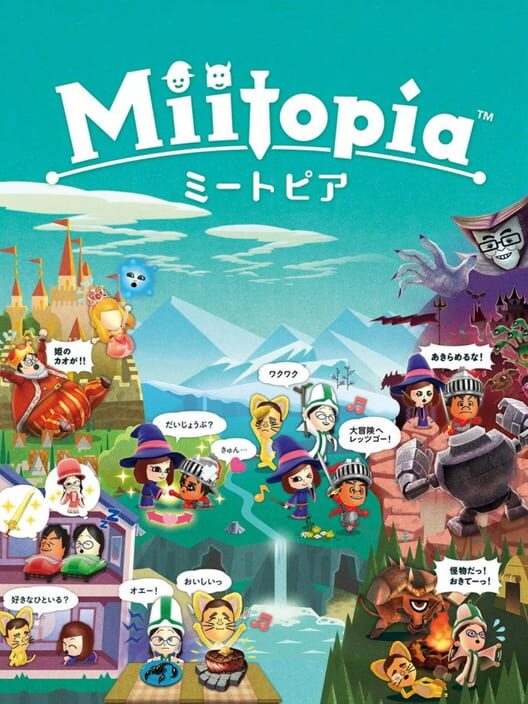 Miitopia™
ミートピア
姫の
カオが!!
あきらめるな!
ワクワク
だいじょうぶ?
大冒険へ
レッツゴー!
きゅん…
zzz
怪物だっ!
おきてーっ!
おいしいっ
オエー!
好きなひといる?